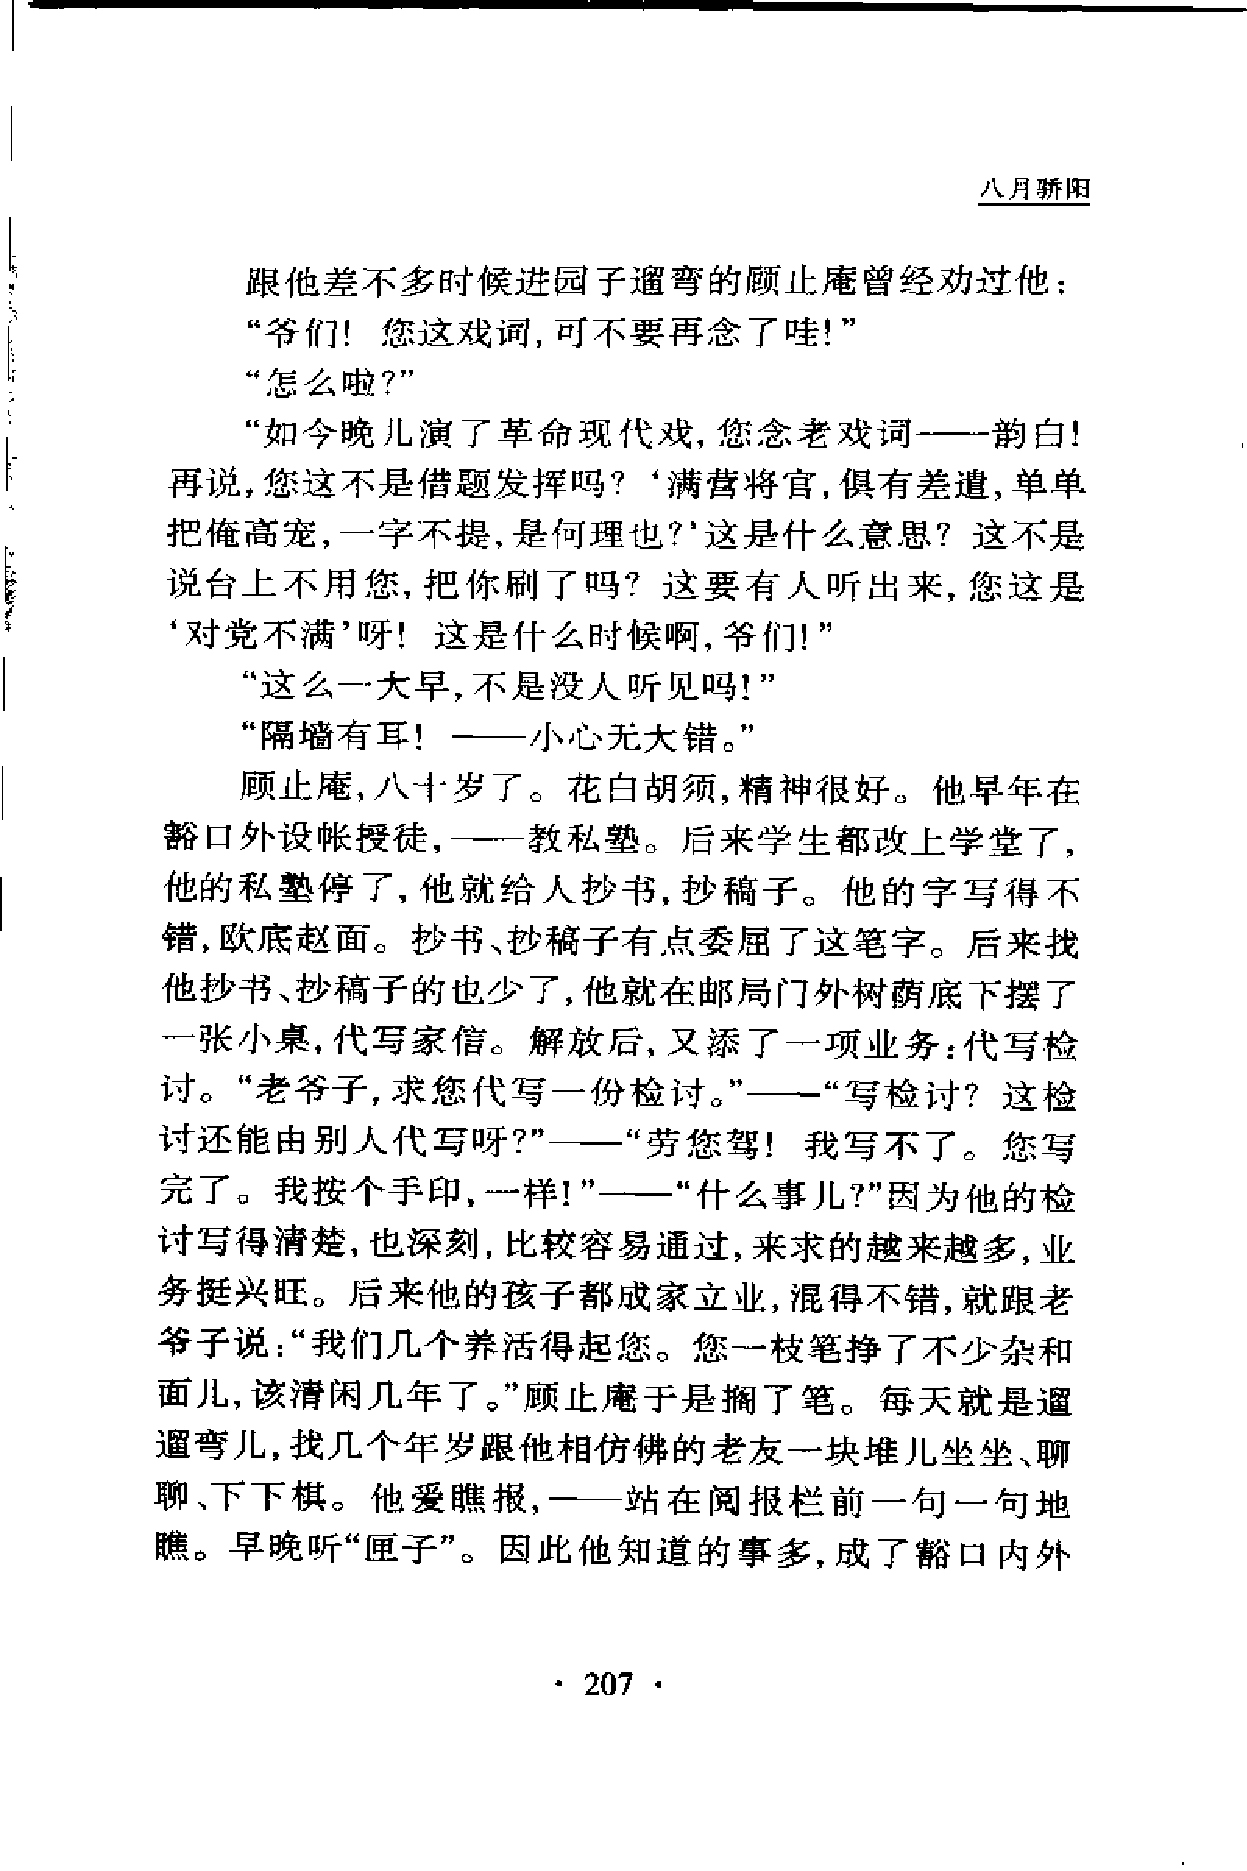 八月骄阳
跟他差不多时候进园子遛弯的顾止庵曾经劝过他：
“爷们！您这戏词，可不要再念了哇！”
“怎么啦？”
“如今晚儿演了革命现代戏，您念老戏词——韵白！
再说，您这不是借题发挥吗？‘满营将官，俱有差遣，单单
把俺高宠，一字不提，是何理也？’这是什么意思？这不是
说台上不用您，把你刷了吗？这要有人听出来，您这是
‘对党不满’呀！这是什么时候啊，爷们！”
“这么一大早，不是没人听见吗！”
“隔墙有耳！——小心无大错。”
顾止庵，八十岁了。花白胡须，精神很好。他早年在
豁口外设帐授徒，——教私塾。后来学生都改上学堂了，
他的私塾停了，他就给人抄书，抄稿子。他的字写得不
错，欧底赵面。抄书、抄稿子有点委屈了这笔字。后来找
他抄书、抄稿子的也少了，他就在邮局门外树荫底下摆了
一张小桌，代写家信。解放后，又添了一项业务：代写检
讨。“老爷子，求您代写一份检讨。”——“写检讨？这检
讨还能由别人代写呀？”——“劳您驾！我写不了。您写
完了。我按个手印，一样！”——“什么事儿？”因为他的检
讨写得清楚，也深刻，比较容易通过，来求的越来越多，业
务挺兴旺。后来他的孩子都成家立业，混得不错，就跟老
爷子说：“我们几个养活得起您。您一枝笔挣了不少杂和
面儿，该清闲几年了。”顾止庵于是搁了笔。每天就是遛
遛弯儿，找几个年岁跟他相仿佛的老友一块堆儿坐坐、聊
聊、下下棋。他爱瞧报，——站在阅报栏前一句一句地
瞧。早晚听“匣子”。因此他知道的事多，成了豁口内外
· 207 ·